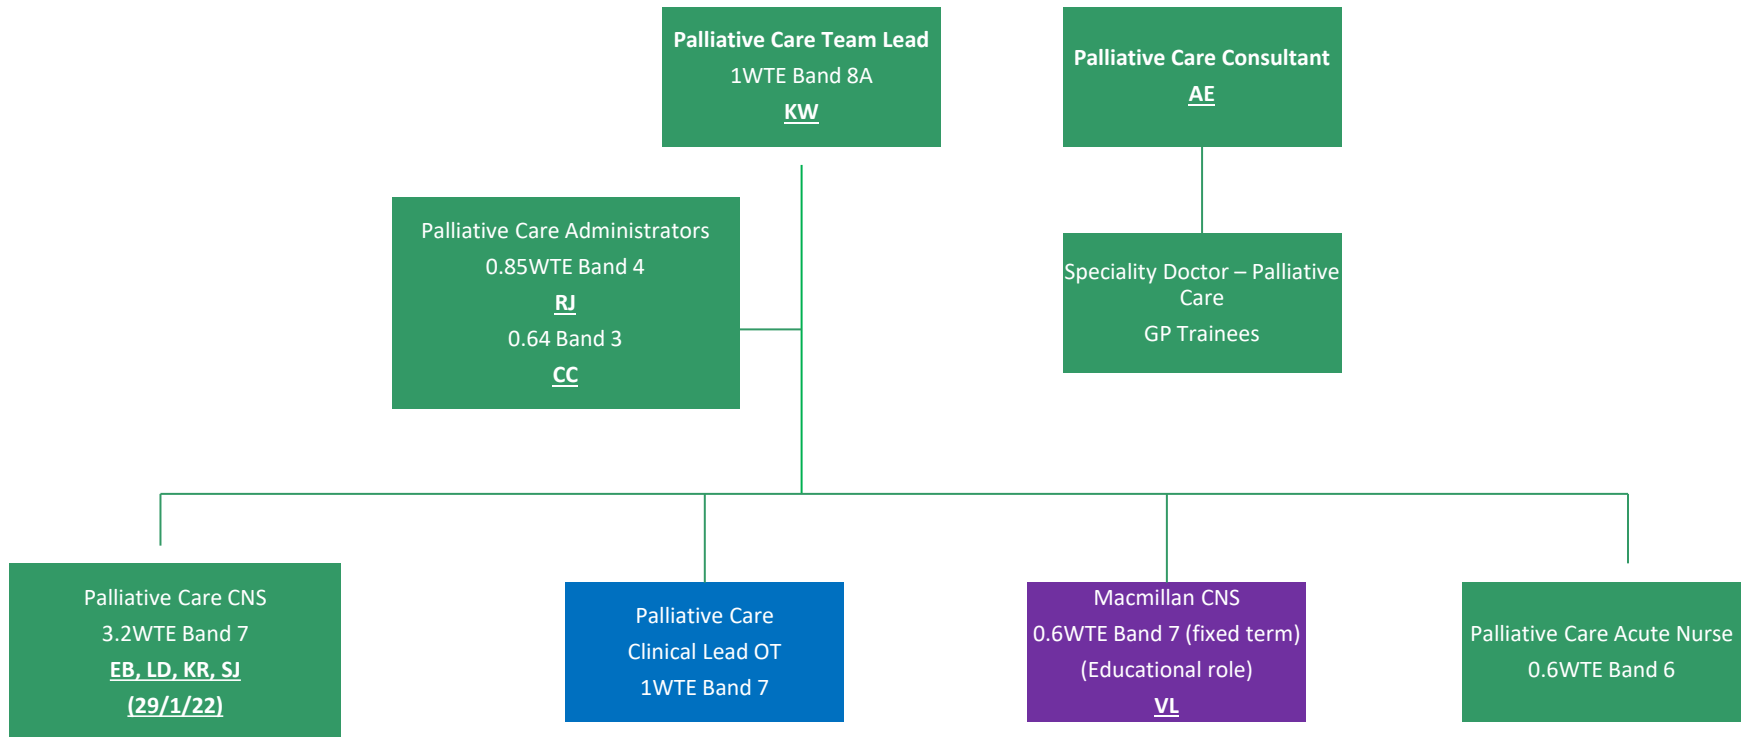 Palliative Care Team Lead
1WTE Band 8A
KW
Palliative Care Consultant
AE
Palliative Care Administrators
0.85WTE Band 4
RJ
0.64 Band 3
CC
Speciality Doctor – Palliative
Care
GP Trainees
Palliative Care CNS
3.2WTE Band 7
EB, LD, KR, SJ
(29/1/22)
Palliative Care
Clinical Lead OT
1WTE Band 7
Macmillan CNS
0.6WTE Band 7 (fixed term)
(Educational role)
VL
Palliative Care Acute Nurse
0.6WTE Band 6